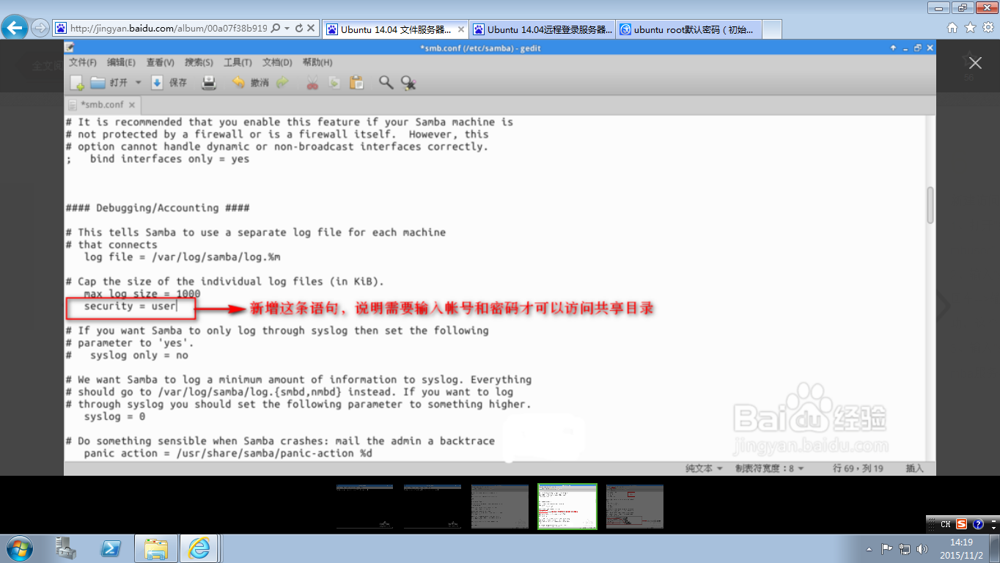 http://jingyan.baidu.com/album/00a07f38b919
Ubuntu 14.04 文件服务器...
Ubuntu 14.04远程登录服务器...
ubuntu root默认密码（初始...
*smb.conf (/etc/samba) - gedit
文件(F) 编辑(E) 查看(V) 搜索(S) 工具(T) 文档(D) 帮助(H)
打开 保存 撤消
*smb.conf
# It is recommended that you enable this feature if your Samba machine is
# not protected by a firewall or is a firewall itself.  However, this
# option cannot handle dynamic or non-broadcast interfaces correctly.
;   bind interfaces only = yes
#### Debugging/Accounting ####
# This tells Samba to use a separate log file for each machine
# that connects
   log file = /var/log/samba/log.%m
# Cap the size of the individual log files (in KiB).
   max log size = 1000
   security = user
新增这条语句，说明需要输入帐号和密码才可以访问共享目录
# If you want Samba to only log through syslog then set the following
# parameter to 'yes'.
#   syslog only = no
# We want Samba to log a minimum amount of information to syslog. Everything
# should go to /var/log/samba/log.{smbd,nmbd} instead. If you want to log
# through syslog you should set the following parameter to something higher.
   syslog = 0
# Do something sensible when Samba crashes: mail the admin a backtrace
   panic action = /usr/share/samba/panic-action %d
Baidu 经验
jingyan.baidu.com
纯文本 制表符宽度：8 行 69，列 19 插入
CH
14:19
2015/11/2